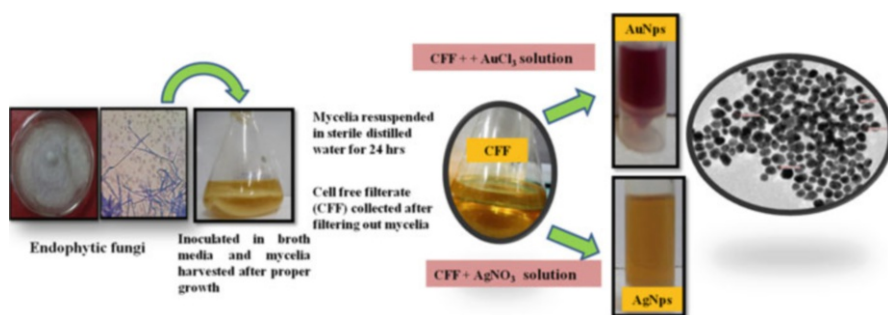 Endophytic fungi
Inoculated in broth
media and mycelia
harvested after proper
growth
Mycelia resuspended
in sterile distilled
water for 24 hrs
Cell free filterate
(CFF) collected after
filtering out mycelia
CFF
CFF + + AuCl3 solution
CFF + AgNO3 solution
AuNps
AgNps